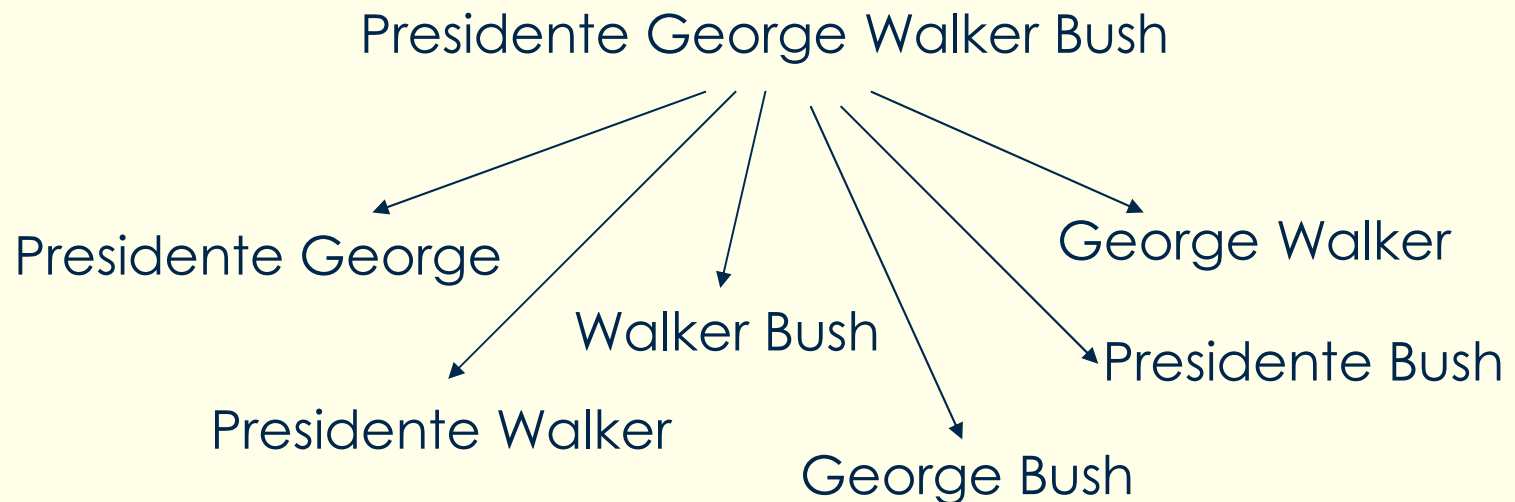 Presidente George Walker Bush
Presidente George
George Walker
Walker Bush
Presidente Bush
Presidente Walker
George Bush